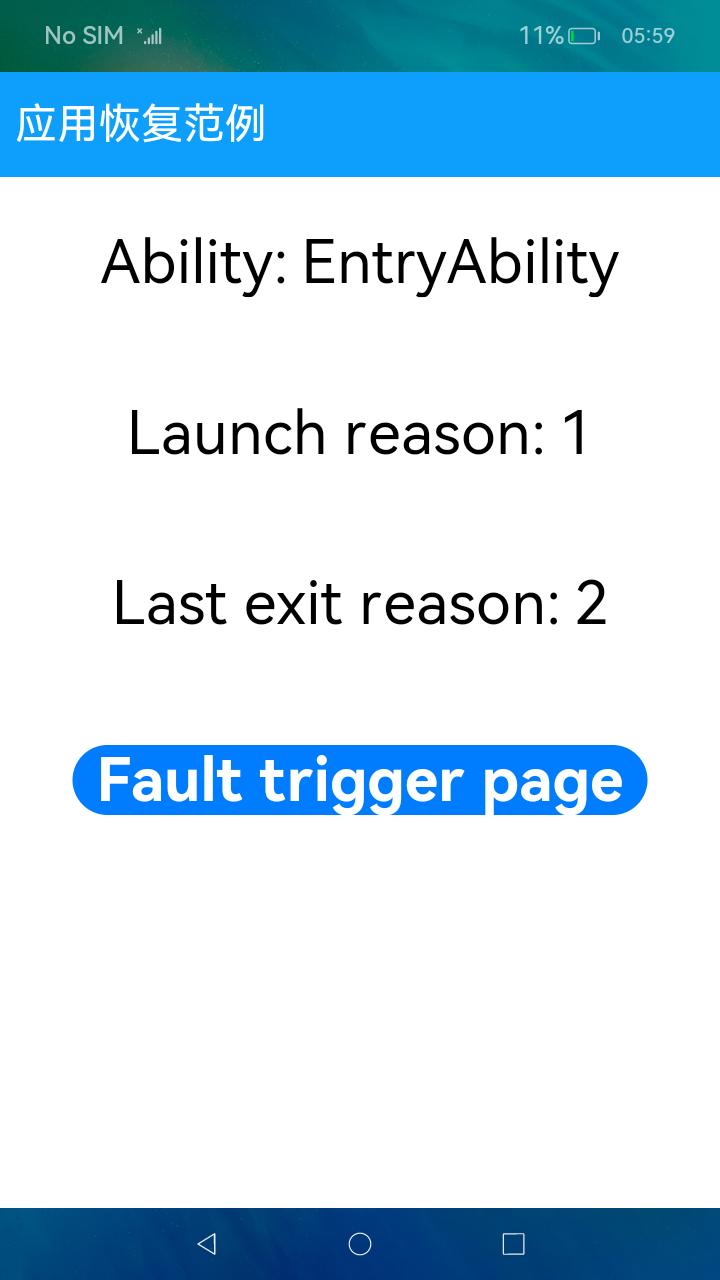 No SIM 11% 05:59
应用恢复范例
Ability: EntryAbility
Launch reason: 1
Last exit reason: 2
Fault trigger page